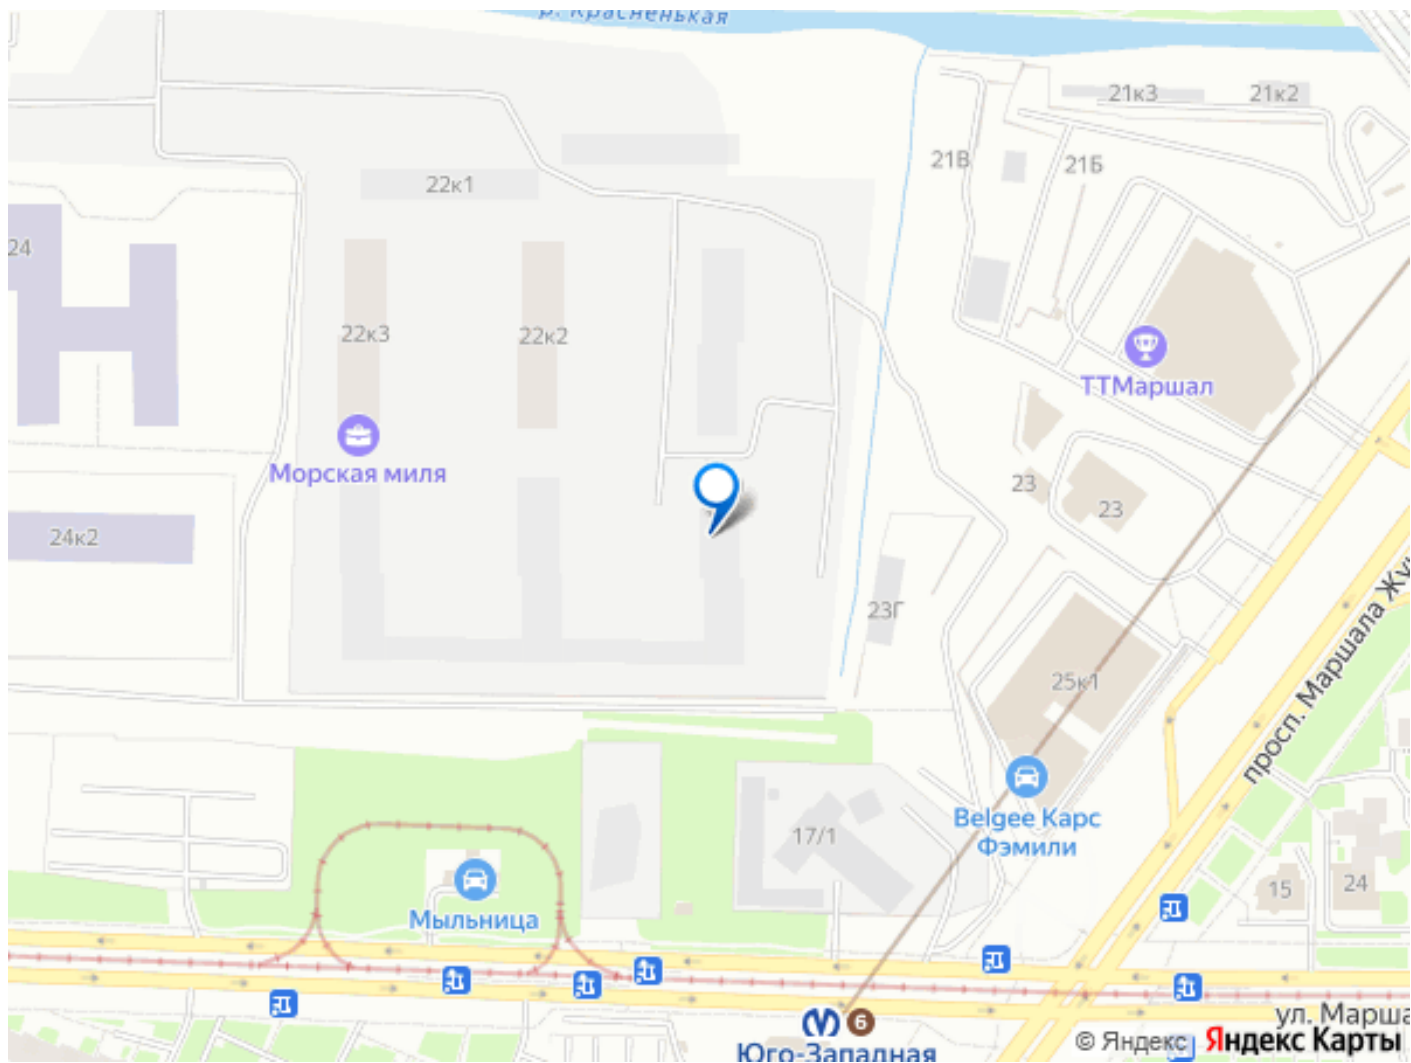 р. Красненькая
21к3
21к2
21В
21Б
22к1
24
22к3
22к2
ТТМаршал
Морская миля
23
23
24к2
23Г
25к1
просп. Маршала Жу
Belgee Карс
Фэмили
17/1
15
24
Мыльница
6
Юго-Западная
ул. Марша
© Яндекс
Яндекс Карты